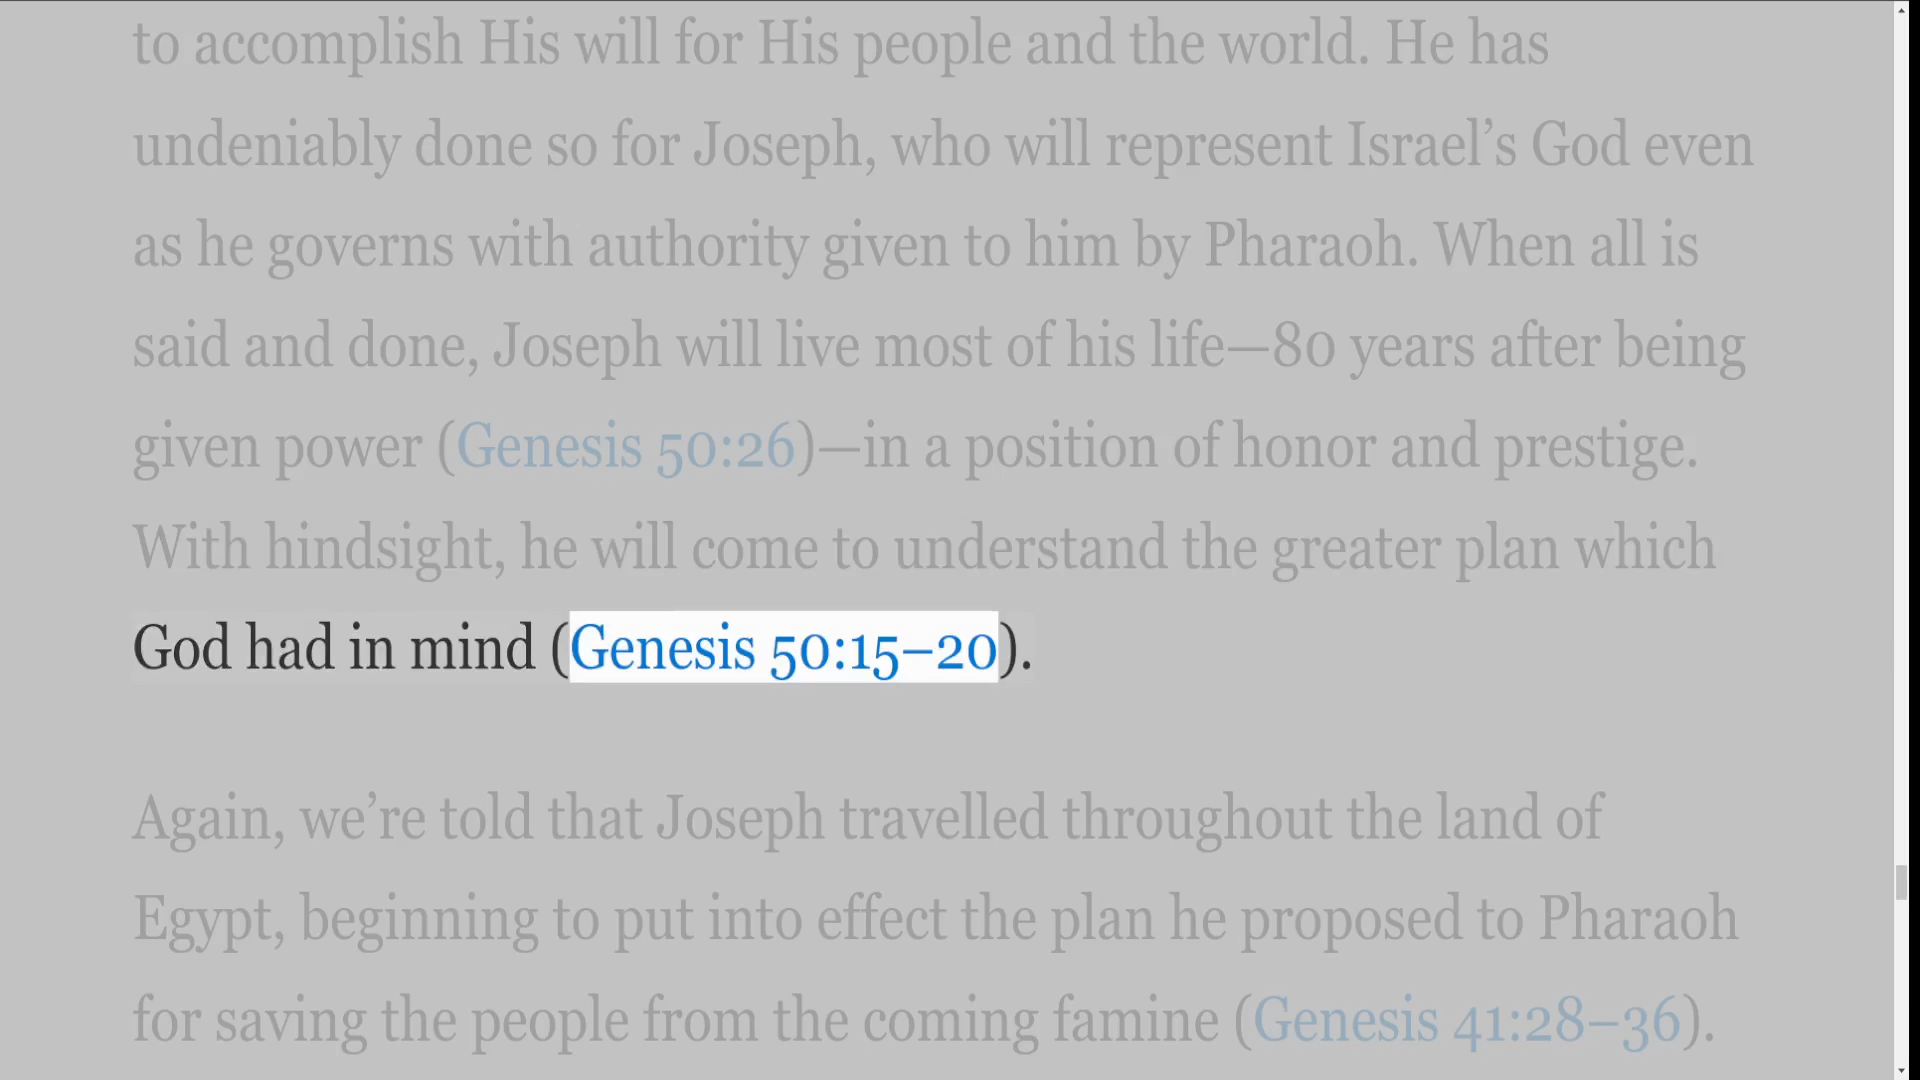 to accomplish His will for His people and the world. He has
undeniably done so for Joseph, who will represent Israel’s God even
as he governs with authority given to him by Pharaoh. When all is
said and done, Joseph will live most of his life—80 years after being
given power (Genesis 50:26)—in a position of honor and prestige.
With hindsight, he will come to understand the greater plan which
God had in mind (Genesis 50:15–20).
Again, we’re told that Joseph travelled throughout the land of
Egypt, beginning to put into effect the plan he proposed to Pharaoh
for saving the people from the coming famine (Genesis 41:28–36).